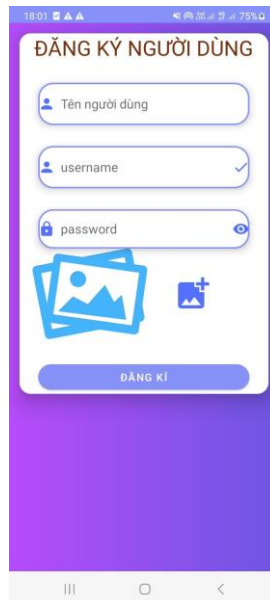 18:01
75%
ĐĂNG KÝ NGƯỜI DÙNG
Tên người dùng
username
password
ĐĂNG KÍ